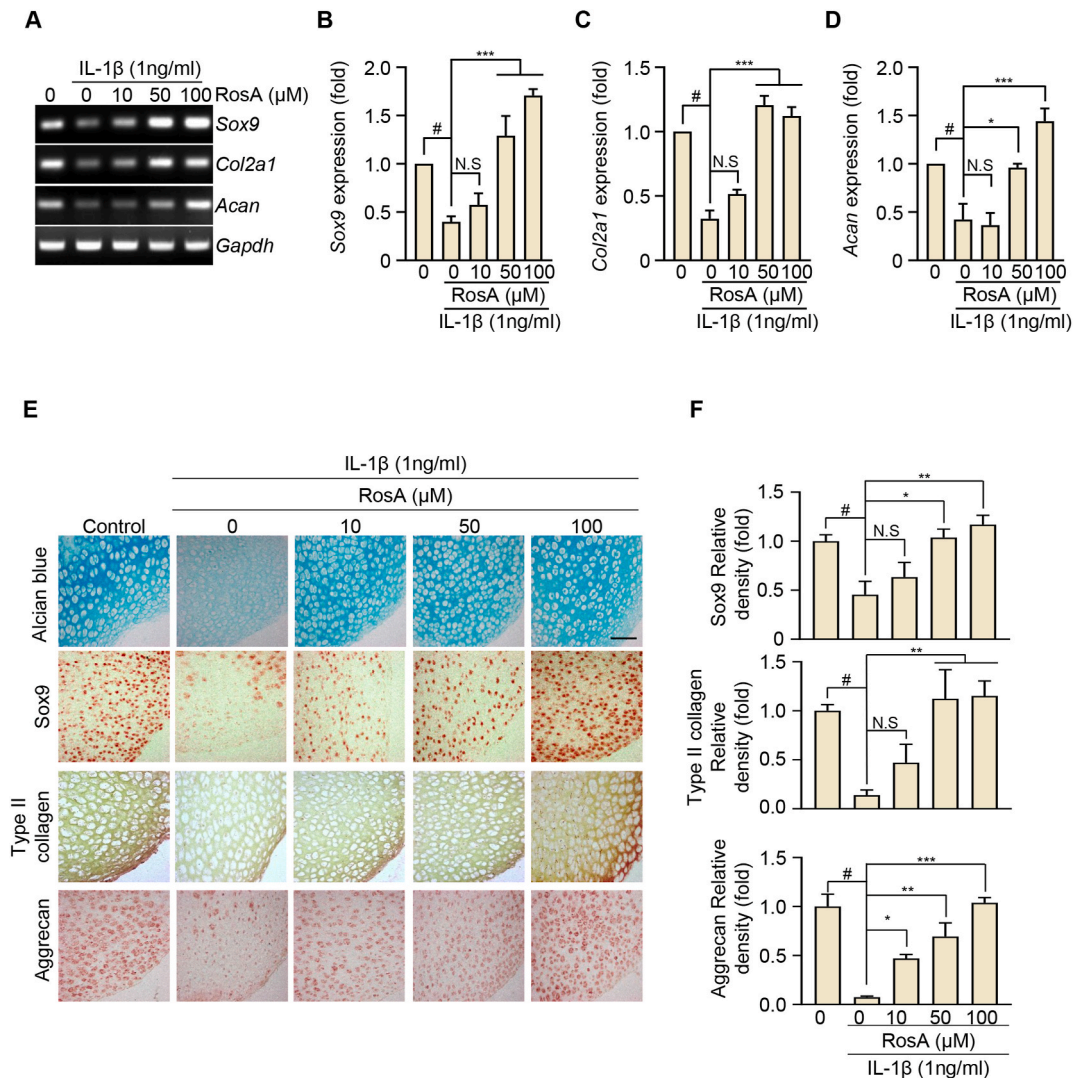 A
IL-1β (1ng/ml)
0 0 10 50 100 RosA (μM)
Sox9
Col2a1
Acan
Gapdh
B
Sox9 expression (fold)
2.0
1.5
1.0
0.5
0
#
N.S
***
0 0 10 50 100
RosA (μM)
IL-1β (1ng/ml)
C
Col2a1 expression (fold)
1.5
1.0
0.5
0
#
N.S
***
0 0 10 50 100
RosA (μM)
IL-1β (1ng/ml)
D
Acan expression (fold)
2.0
1.5
1.0
0.5
0
#
N.S
*
***
0 0 10 50 100
RosA (μM)
IL-1β (1ng/ml)
E
IL-1β (1ng/ml)
RosA (μM)
Control 0 10 50 100
Alcian blue
Sox9
Type II
collagen
Aggrecan
F
Sox9 Relative
density (fold)
1.5
1.0
0.5
0
#
N.S
*
**
Type II collagen
Relative
density (fold)
1.5
1.0
0.5
0.0
#
N.S
**
Aggrecan Relative
density (fold)
1.5
1.0
0.5
0.0
#
*
**
***
0 0 10 50 100
RosA (μM)
IL-1β (1ng/ml)